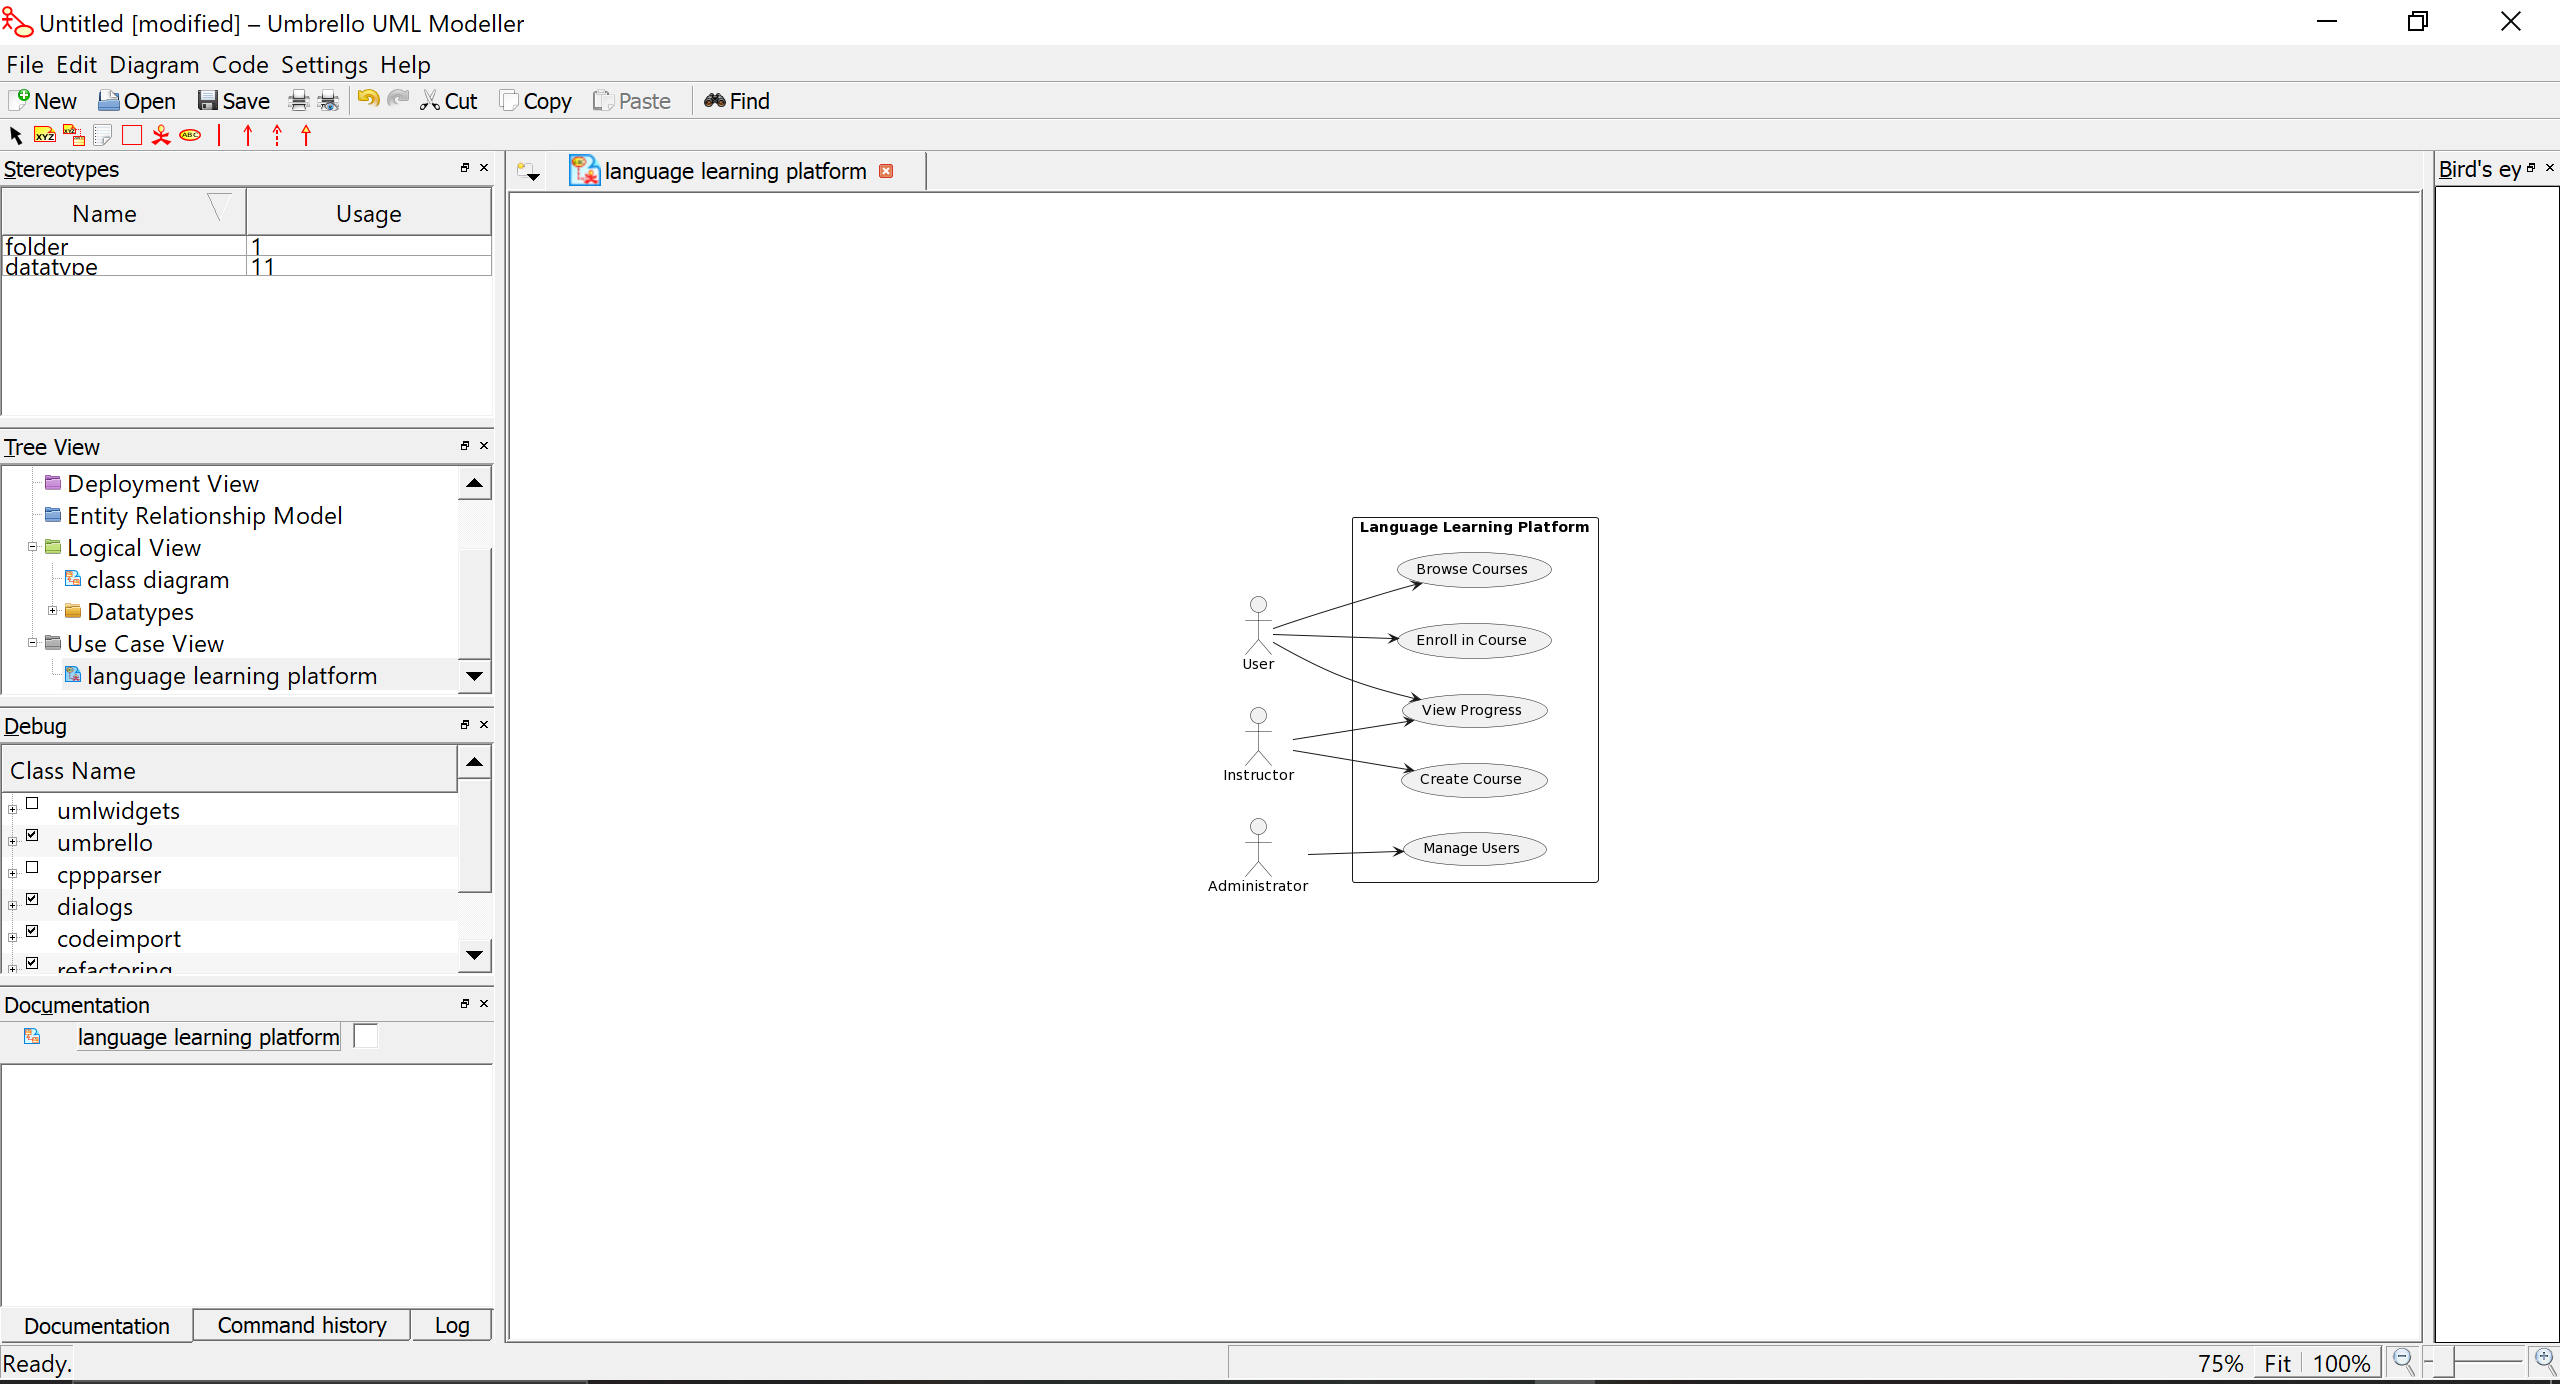 Untitled [modified] – Umbrello UML Modeller
File Edit Diagram Code Settings Help
New Open Save Cut Copy Paste Find
XYZ XYZ ABC
Stereotypes
Name Usage
folder 1
datatype 11
Tree View
Deployment View
Entity Relationship Model
Logical View
class diagram
Datatypes
Use Case View
language learning platform
Debug
Class Name
umlwidgets
umbrello
cppparser
dialogs
codeimport
refactoring
Documentation
language learning platform
Documentation Command history Log
language learning platform
Language Learning Platform
Browse Courses
Enroll in Course
User
View Progress
Instructor
Create Course
Manage Users
Administrator
Bird's ey
Ready.
75% Fit 100%